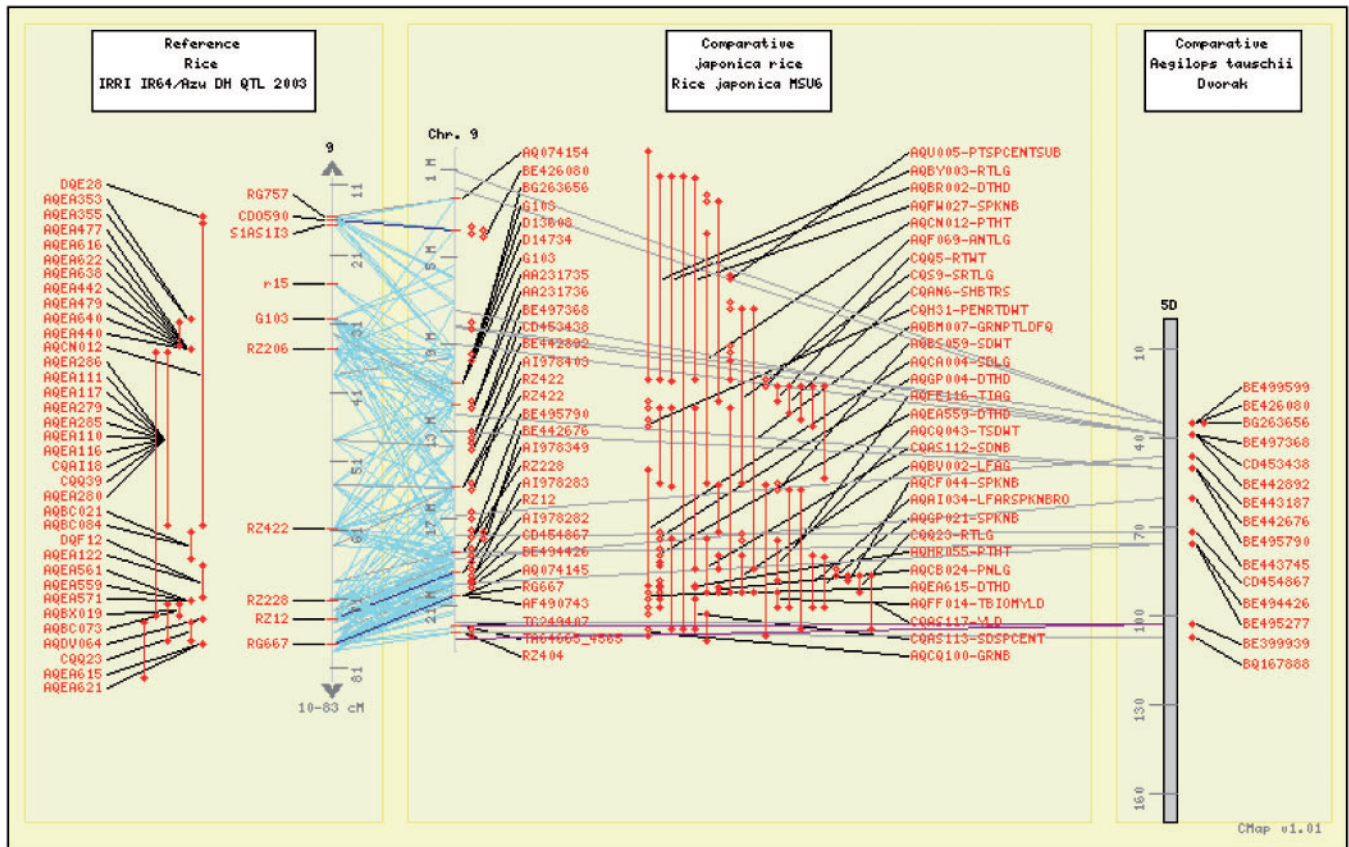 Reference
Rice
IRRI IR64/Azu DH QTL 2003
9
DQE28
AQEA353
AQEA355
AQEA477
AQEA616
AQEA622
AQEA638
AQEA442
AQEA479
AQEA640
AQEA440
AQCN012
AQEA286
AQEA111
AQEA117
AQEA279
AQEA285
AQEA110
AQEA116
CQAI18
CQQ39
AQEA280
AQBC021
AQBC084
DQF12
AQEA122
AQEA561
AQEA559
AQEA571
AQBX019
AQBC073
AQDV064
CQQ23
AQEA615
AQEA621
RG757
CDO590
S1AS1I3
r15
G103
RZ206
RZ422
RZ228
RZ12
RG667
11
21
31
41
51
61
71
81
10-83 cM
Comparative
japonica rice
Rice japonica MSU6
Chr. 9
1 M
5 M
9 M
13 M
17 M
21 M
AQ074154
BE426080
BG263656
G103
D13608
D14734
G103
AA231735
AA231736
BE497368
CD453438
BE442892
AI978403
RZ422
RZ422
BE495790
BE442676
AI978349
RZ228
AI978283
RZ12
AI978282
CD454867
BE494426
AQ074145
RG667
AF490743
TC249407
TA64665_4565
RZ404
AQU005-PTSPCENTSUB
AQBY003-RTLG
AQBR002-DTHD
AQFW027-SPKNB
AQCN012-PTHT
AQF069-ANTLG
CQQ5-RTWT
CQS9-SRTLG
CQAN6-SHBTRS
CQH31-PENRTDWT
AQBM007-GRNPTLDFQ
AQBS059-SDWT
AQCA004-SDLG
AQGP004-DTHD
AQFE116-TIAG
AQEA559-DTHD
AQCQ043-TSDWT
CQAS112-SDNB
AQBV002-LFAG
AQCF044-SPKNB
AQAI034-LFARSPKNBRO
AQGP021-SPKNB
CQQ23-RTLG
AQHR055-PTHT
AQCB024-PNLG
AQEA615-DTHD
AQFF014-TBIOMYLD
CQAS117-YLD
CQAS113-SDSPCENT
AQCQ100-GRNB
Comparative
Aegilops tauschii
Dvorak
5D
10
40
70
100
130
160
BE499599
BE426080
BG263656
BE497368
CD453438
BE442892
BE443187
BE442676
BE495790
BE443745
CD454867
BE494426
BE495277
BE399939
BQ167888
CMap v1.01